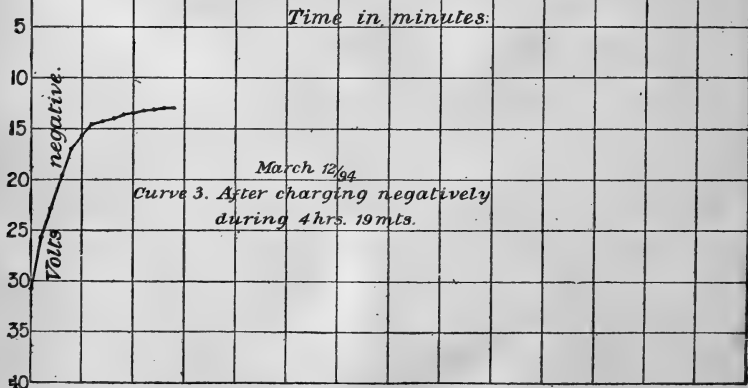 Time in minutes:
5
10
15
20
25
30
35
40
Volts negative.
March 12/94
Curve 3. After charging negatively
during 4 hrs. 19 mts.